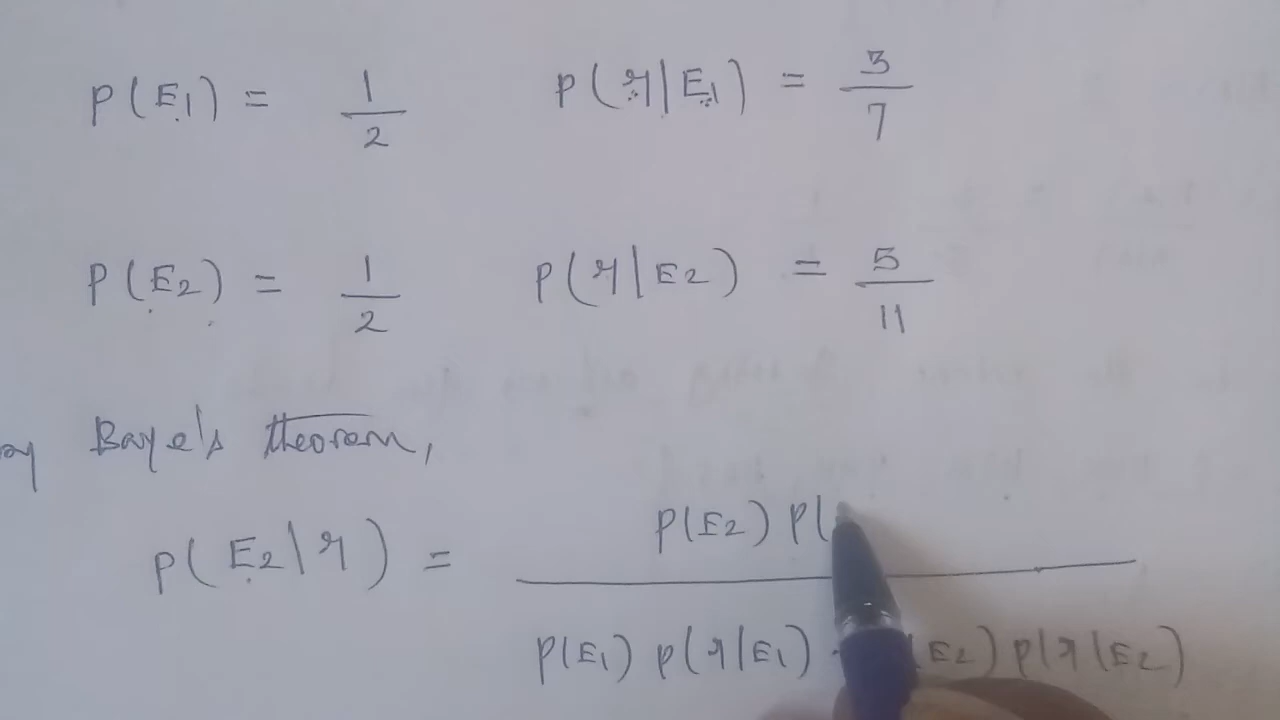 P(E1) = 1/2 P(r|E1) = 3/7
P(E2) = 1/2 P(r|E2) = 5/11
Baye's theorem,
P(E2|r) = P(E2) P(
P(E1) P(r|E1) E2) P(r|E2)